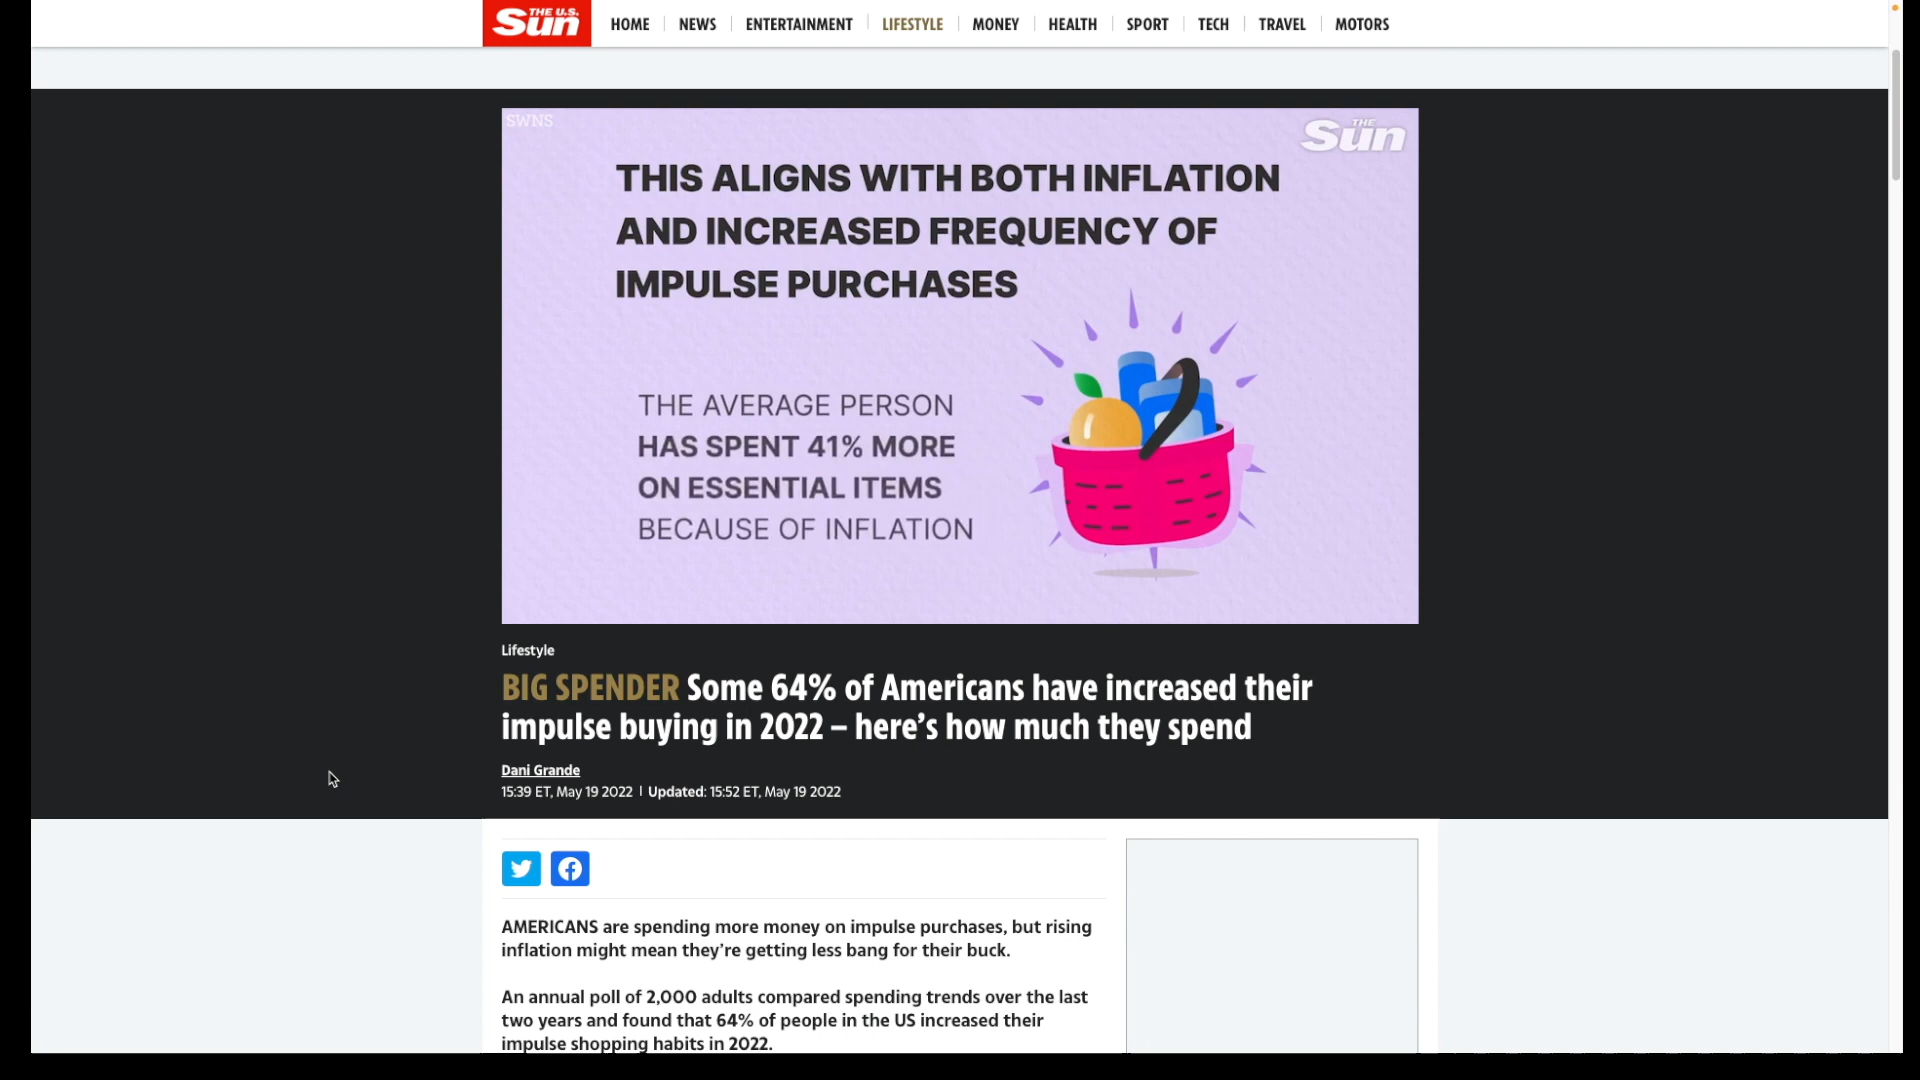 THE U.S.
Sun
HOME
NEWS
ENTERTAINMENT
LIFESTYLE
MONEY
HEALTH
SPORT
TECH
TRAVEL
MOTORS
SWNS
THE
Sun
THIS ALIGNS WITH BOTH INFLATION
AND INCREASED FREQUENCY OF
IMPULSE PURCHASES
THE AVERAGE PERSON
HAS SPENT 41% MORE
ON ESSENTIAL ITEMS
BECAUSE OF INFLATION
Lifestyle
BIG SPENDER Some 64% of Americans have increased their
impulse buying in 2022 – here’s how much they spend
Dani Grande
15:39 ET, May 19 2022 | Updated: 15:52 ET, May 19 2022
AMERICANS are spending more money on impulse purchases, but rising
inflation might mean they’re getting less bang for their buck.
An annual poll of 2,000 adults compared spending trends over the last
two years and found that 64% of people in the US increased their
impulse shopping habits in 2022.